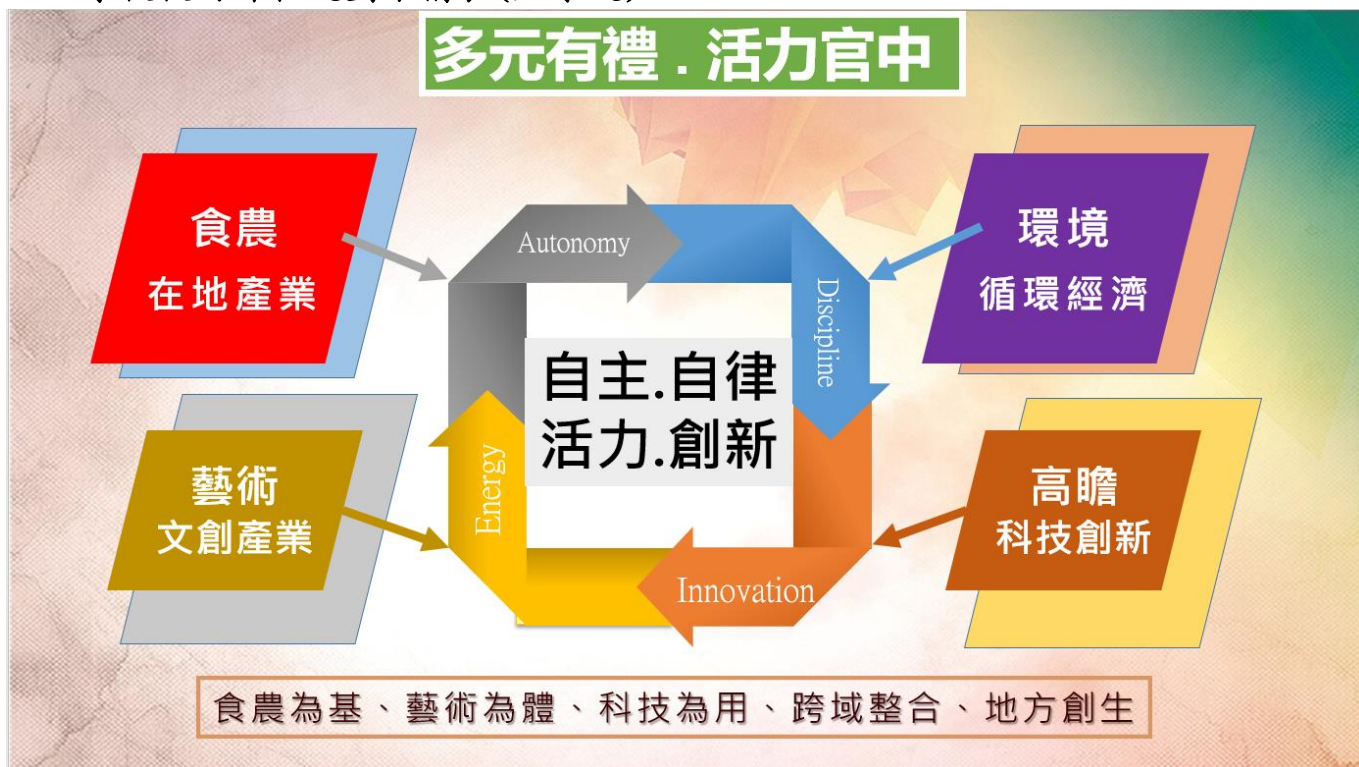 多元有禮．活力官中
食農
在地產業
Autonomy
環境
循環經濟
Discipline
自主.自律
活力.創新
藝術
文創產業
Energy
高瞻
科技創新
Innovation
食農為基、藝術為體、科技為用、跨域整合、地方創生